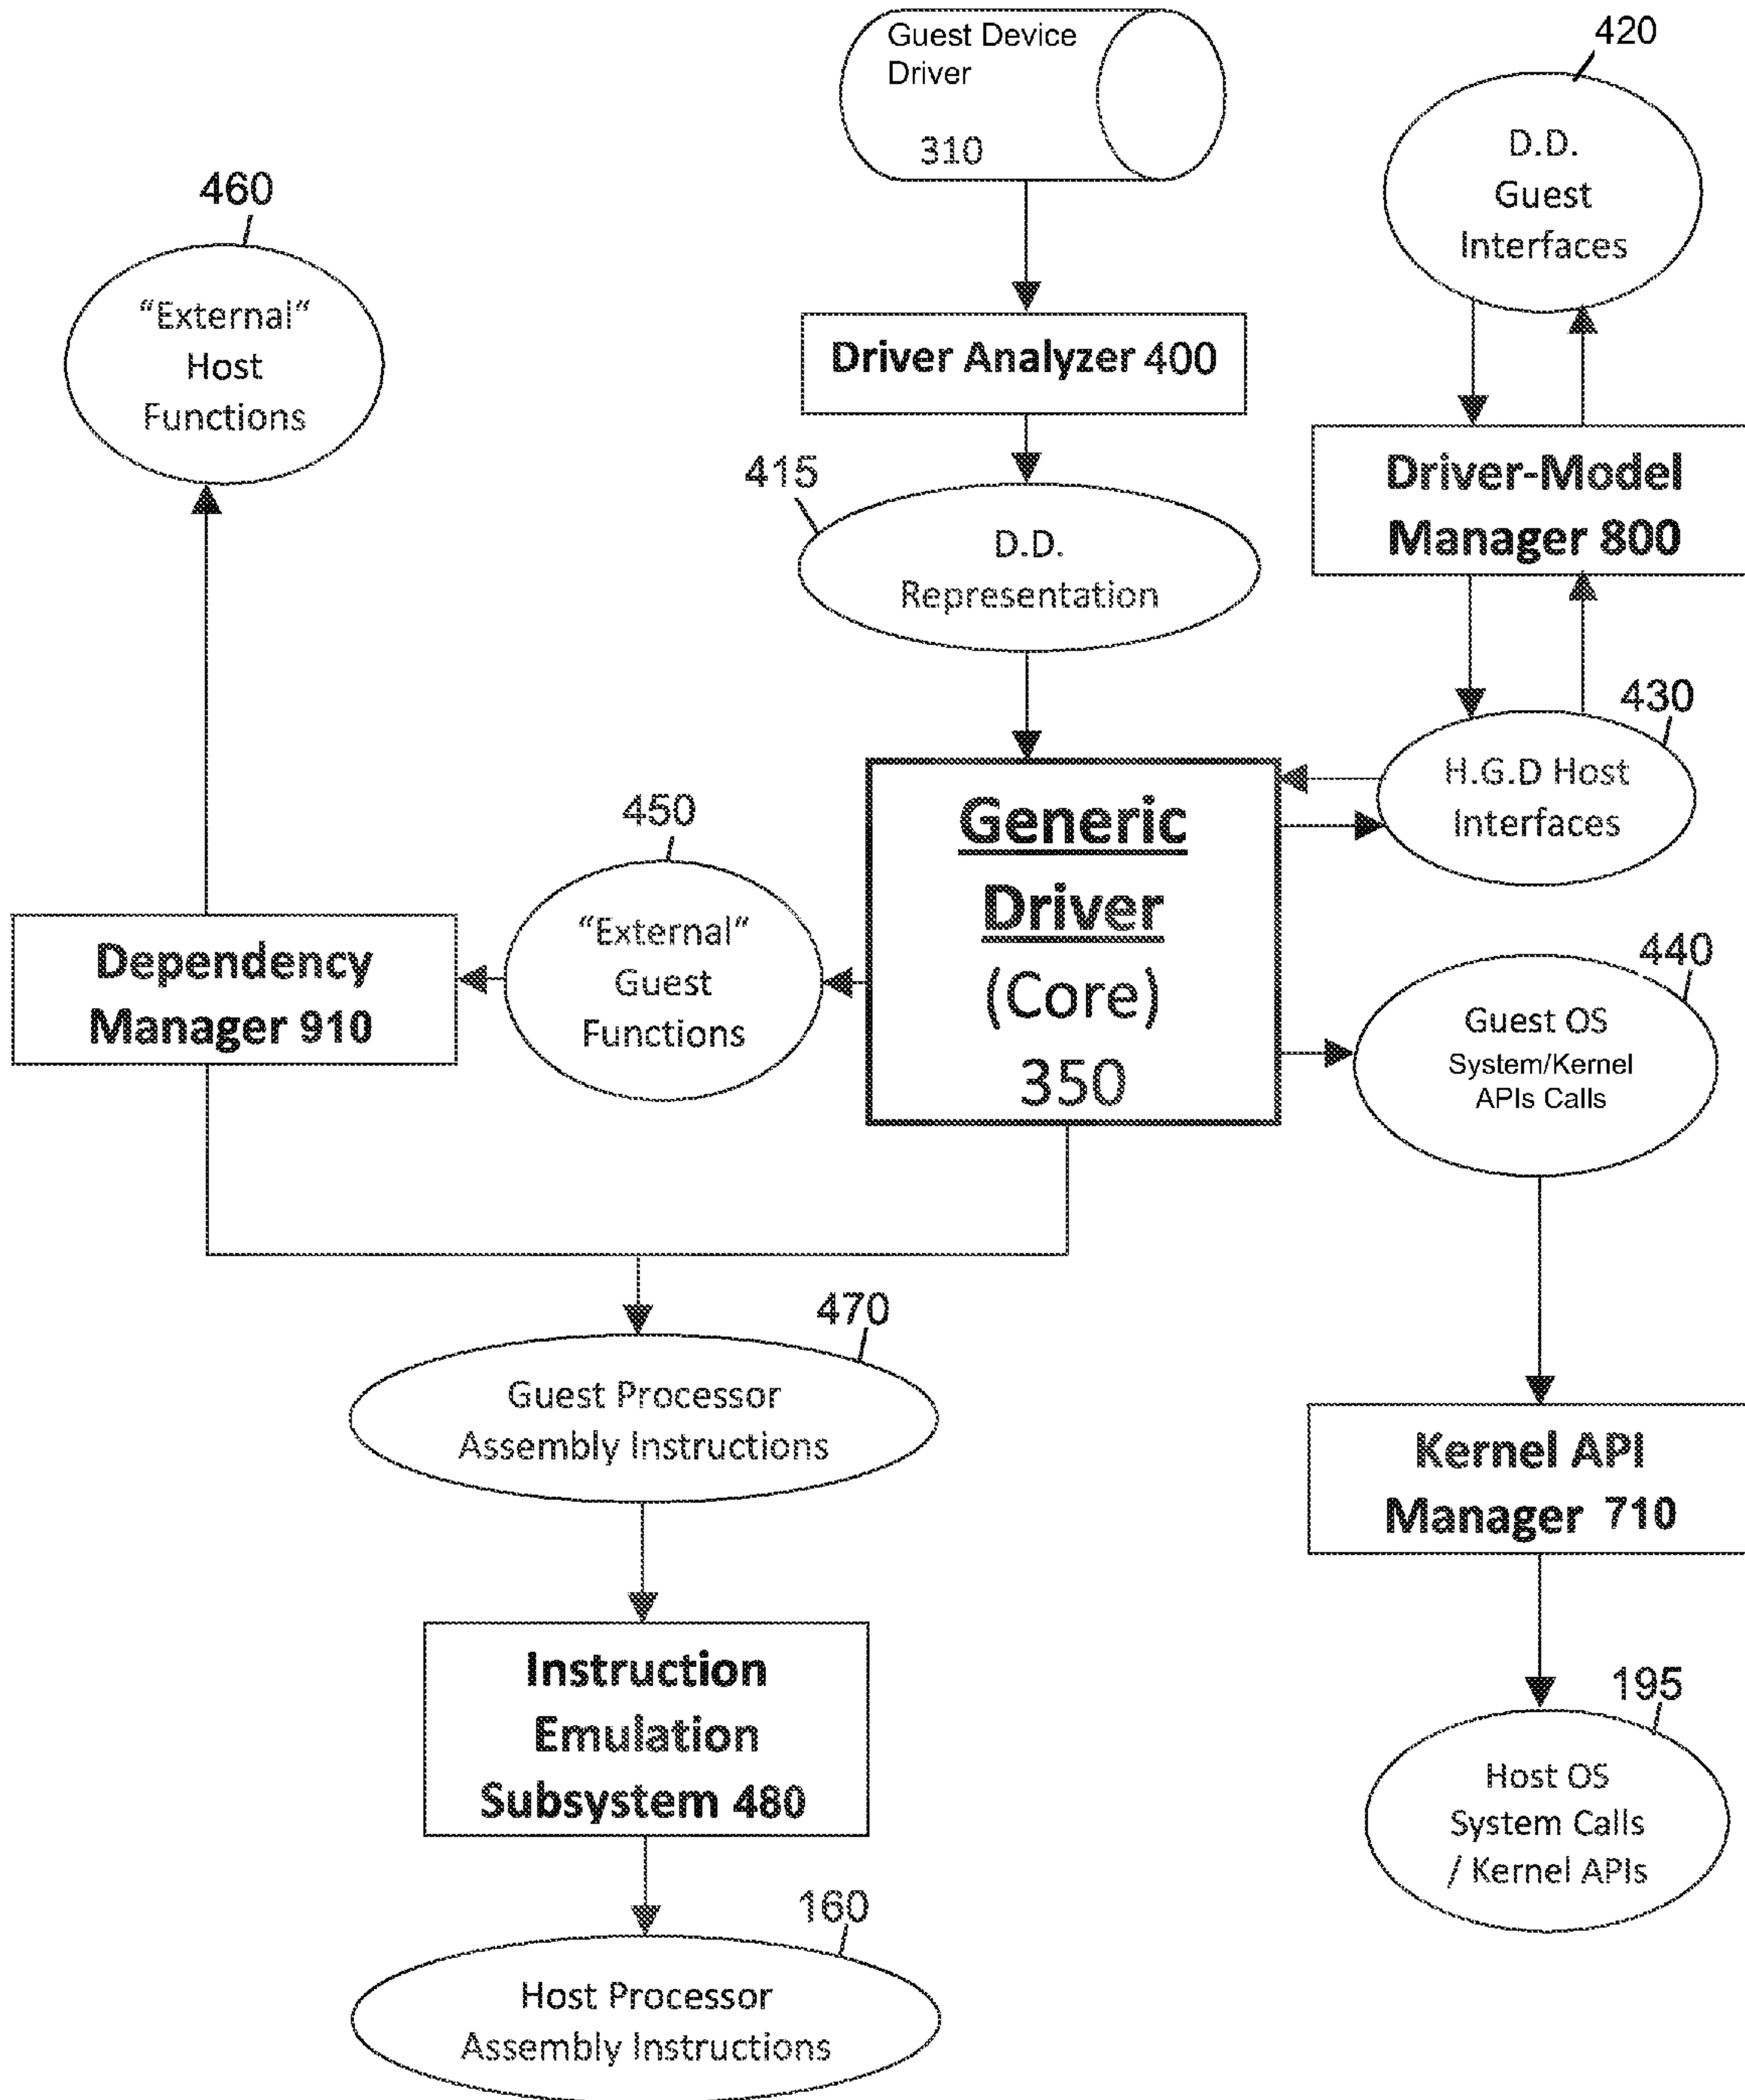 Guest Device
Driver
310
420
D.D.
Guest
Interfaces
460
"External"
Host
Functions
Driver Analyzer 400
Driver-Model
Manager 800
415
D.D.
Representation
430
H.G.D Host
Interfaces
Generic
Driver
(Core)
350
450
"External"
Guest
Functions
Dependency
Manager 910
440
Guest OS
System/Kernel
APIs Calls
470
Guest Processor
Assembly Instructions
Kernel API
Manager 710
Instruction
Emulation
Subsystem 480
195
Host OS
System Calls
/ Kernel APIs
160
Host Processor
Assembly Instructions